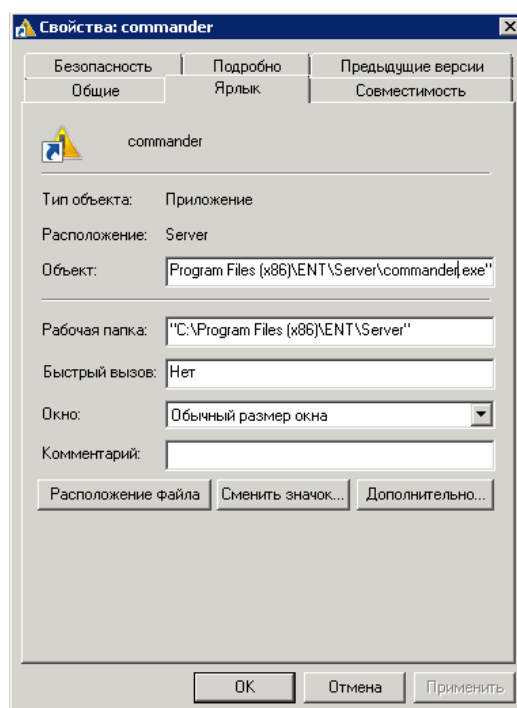 Свойства: commander
Безопасность Подробно Предыдущие версии
Общие Ярлык Совместимость
commander
Тип объекта: Приложение
Расположение: Server
Объект: Program Files (x86)\ENT\Server\commander.exe"
Рабочая папка: "C:\Program Files (x86)\ENT\Server"
Быстрый вызов: Нет
Окно: Обычный размер окна
Комментарий:
Расположение файла Сменить значок... Дополнительно...
OK Отмена Применить